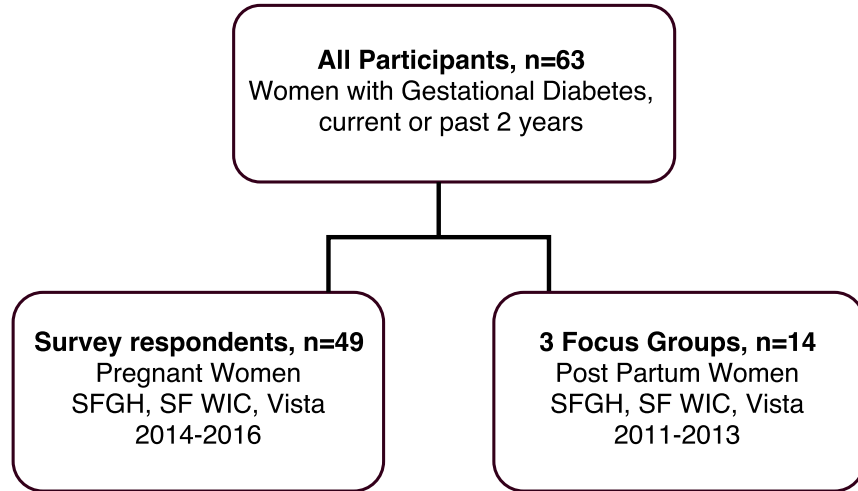 All Participants, n=63
Women with Gestational Diabetes,
current or past 2 years
Survey respondents, n=49
Pregnant Women
SFGH, SF WIC, Vista
2014-2016
3 Focus Groups, n=14
Post Partum Women
SFGH, SF WIC, Vista
2011-2013